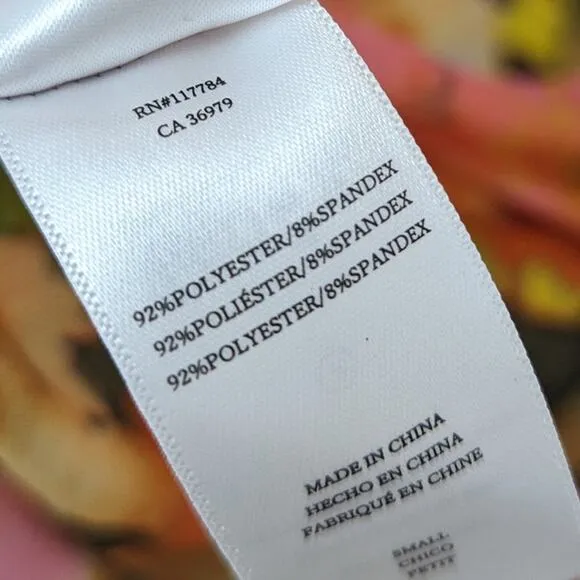 RN#117784
CA 36979
92%POLYESTER/8%SPANDEX
92%POLIÉSTER/8%SPANDEX
92%POLYESTER/8%SPANDEX
MADE IN CHINA
HECHO EN CHINA
FABRIQUÉ EN CHINE
SMALL
CHICO
PETIT